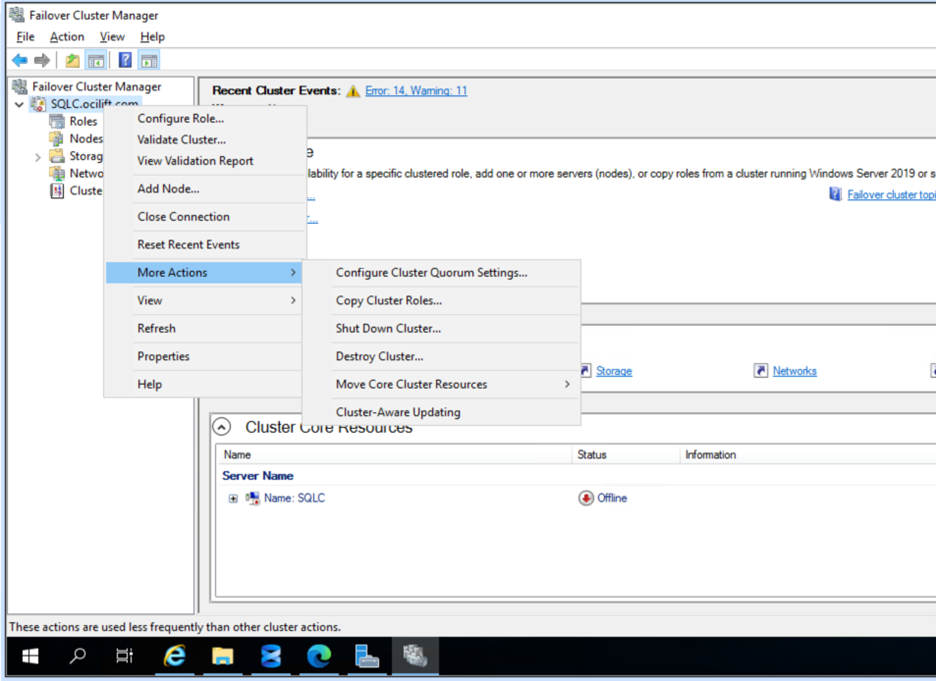 Failover Cluster Manager
File Action View Help
Failover Cluster Manager
SQLC.ocilift.com
Roles
Nodes
Storag
Netwo
Cluste
Recent Cluster Events: Error: 14, Warning: 11
Configure Role...
Validate Cluster...
View Validation Report
Add Node...
Close Connection
Reset Recent Events
More Actions
View
Refresh
Properties
Help
Configure Cluster Quorum Settings...
Copy Cluster Roles...
Shut Down Cluster...
Destroy Cluster...
Move Core Cluster Resources
Cluster-Aware Updating
lability for a specific clustered role, add one or more servers (nodes), or copy roles from a cluster running Windows Server 2019 or s
Failover cluster topi
Storage
Networks
Cluster Core Resources
Name Status Information
Server Name
Name: SQLC Offline
These actions are used less frequently than other cluster actions.